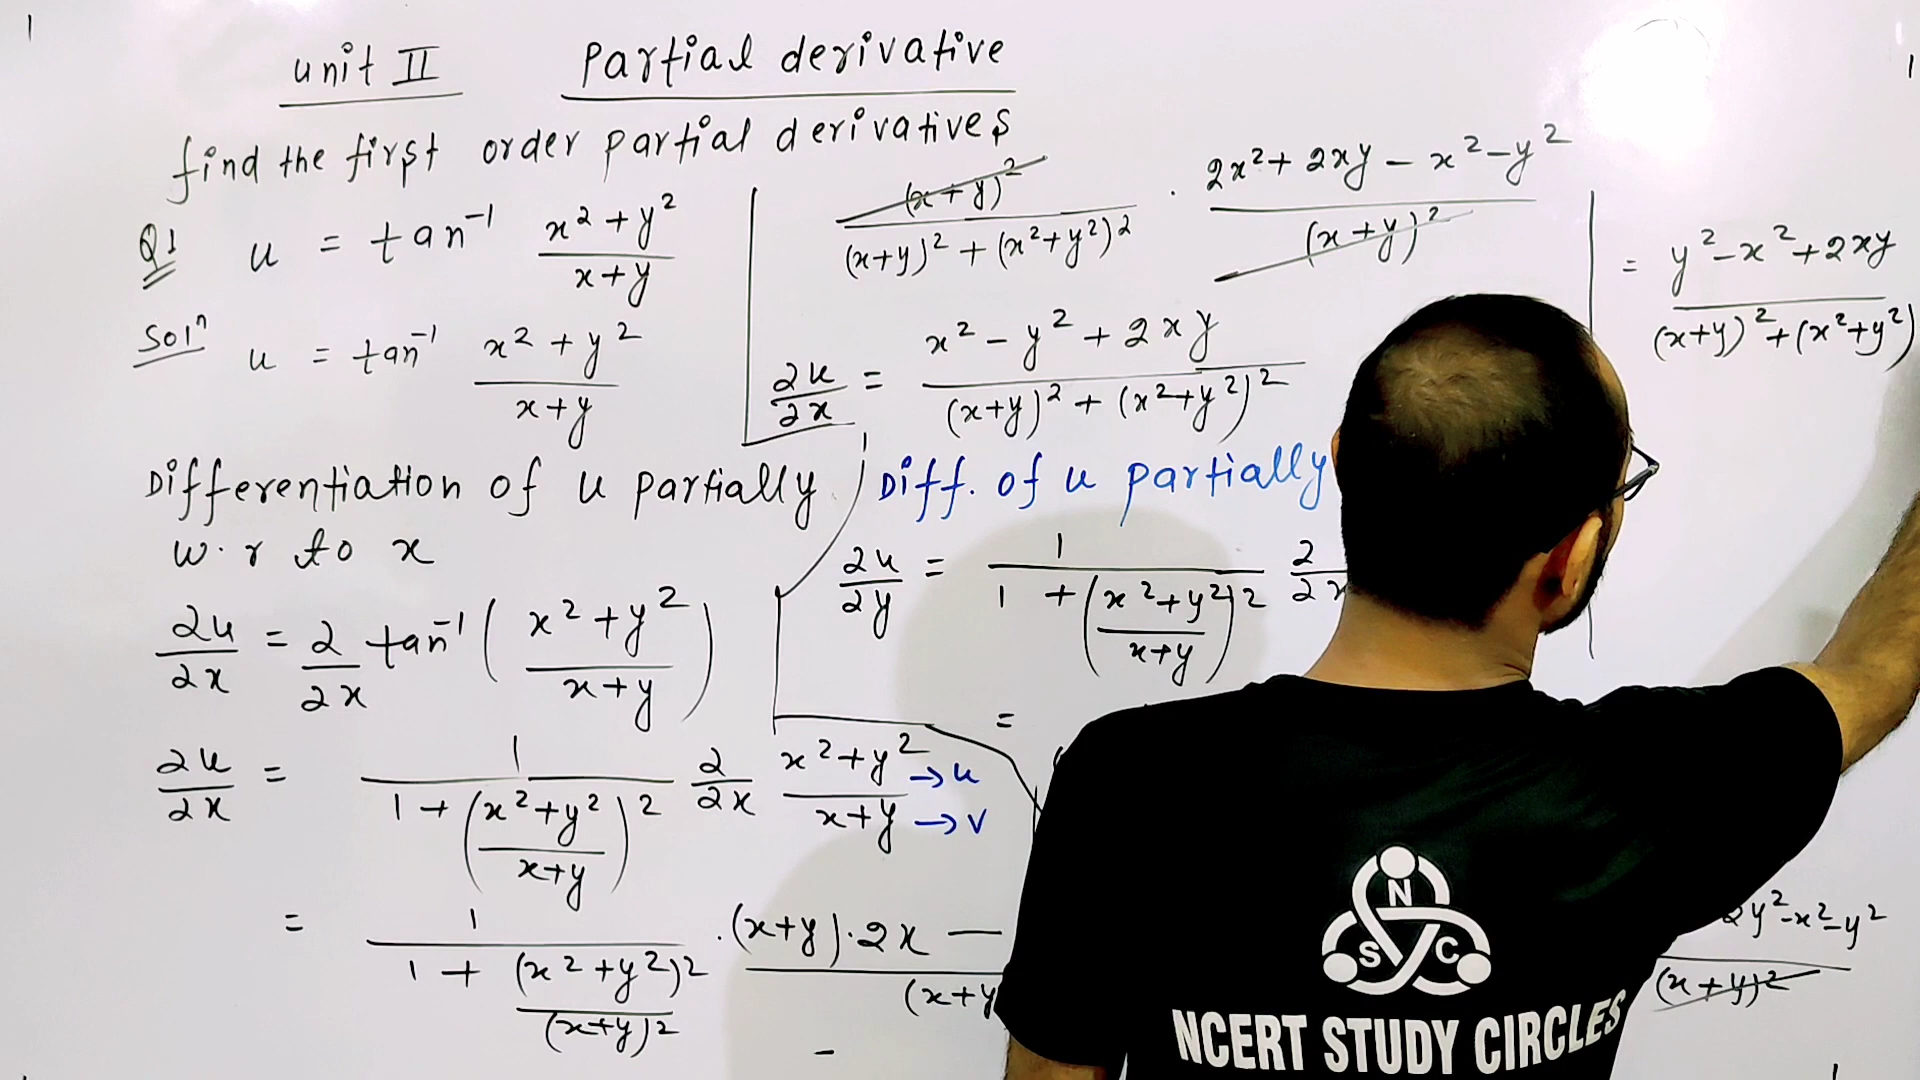 unit II Partial derivative
find the first order partial derivatives
Q1 u = tan⁻¹ (x²+y²)/(x+y)
Solⁿ u = tan⁻¹ (x²+y²)/(x+y)
Differentiation of u partially
w.r to x
∂u/∂x = ∂/∂x tan⁻¹ ((x²+y²)/(x+y))
∂u/∂x = 1/(1+((x²+y²)/(x+y))²) ∂/∂x (x²+y²)/(x+y) →u →v
= 1/(1+(x²+y²)²/(x+y)²) · (x+y)·2x —
(x+y)²/((x+y)²+(x²+y²)²) · (2x²+2xy−x²−y²)/(x+y)²
∂u/∂x = (x²−y²+2xy)/((x+y)²+(x²+y²)²)
Diff. of u partially
∂u/∂y = 1/(1+((x²+y²)/(x+y))²)
=
2y²-x²-y²
(x+y)²
= (y²-x²+2xy)/((x+y)²+(x²+y²)
N
S C
NCERT STUDY CIRCLES